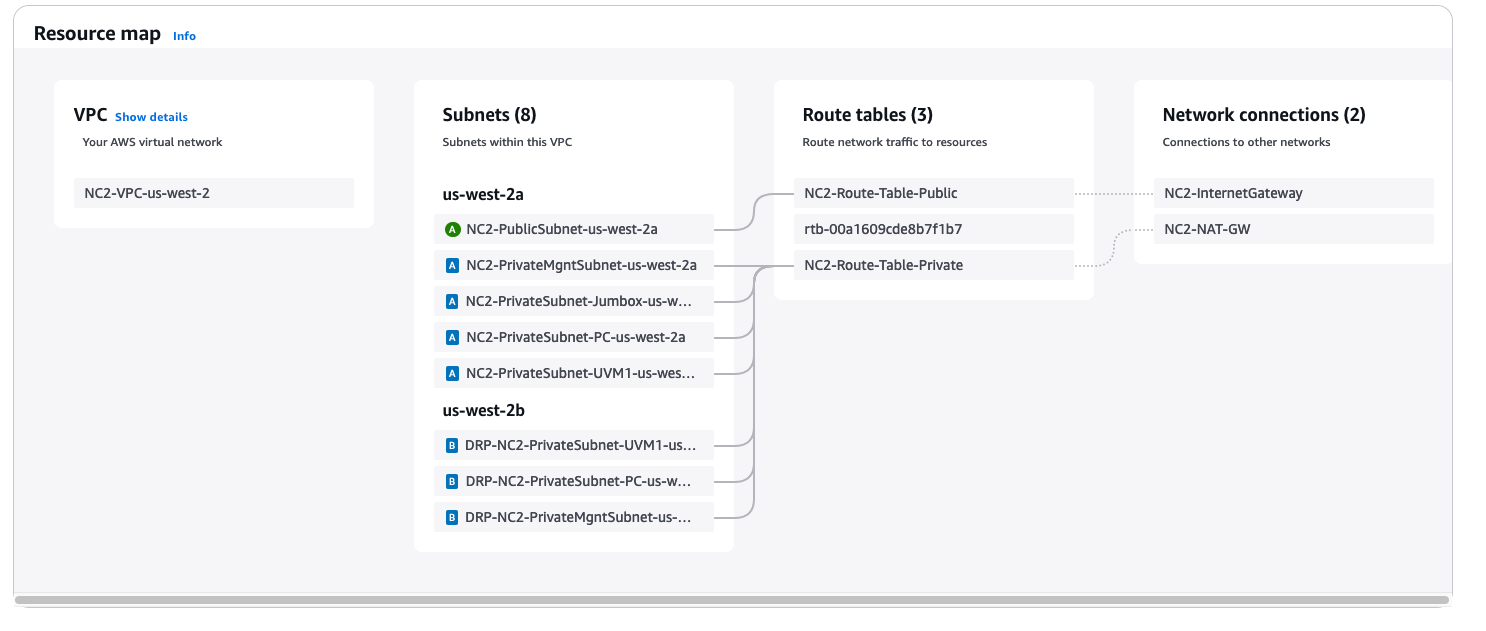 Resource map Info
VPC Show details
Your AWS virtual network
NC2-VPC-us-west-2
Subnets (8)
Subnets within this VPC
us-west-2a
A NC2-PublicSubnet-us-west-2a
A NC2-PrivateMgntSubnet-us-west-2a
A NC2-PrivateSubnet-Jumbox-us-w...
A NC2-PrivateSubnet-PC-us-west-2a
A NC2-PrivateSubnet-UVM1-us-wes...
us-west-2b
B DRP-NC2-PrivateSubnet-UVM1-us...
B DRP-NC2-PrivateSubnet-PC-us-w...
B DRP-NC2-PrivateMgntSubnet-us-...
Route tables (3)
Route network traffic to resources
NC2-Route-Table-Public
rtb-00a1609cde8b7f1b7
NC2-Route-Table-Private
Network connections (2)
Connections to other networks
NC2-InternetGateway
NC2-NAT-GW